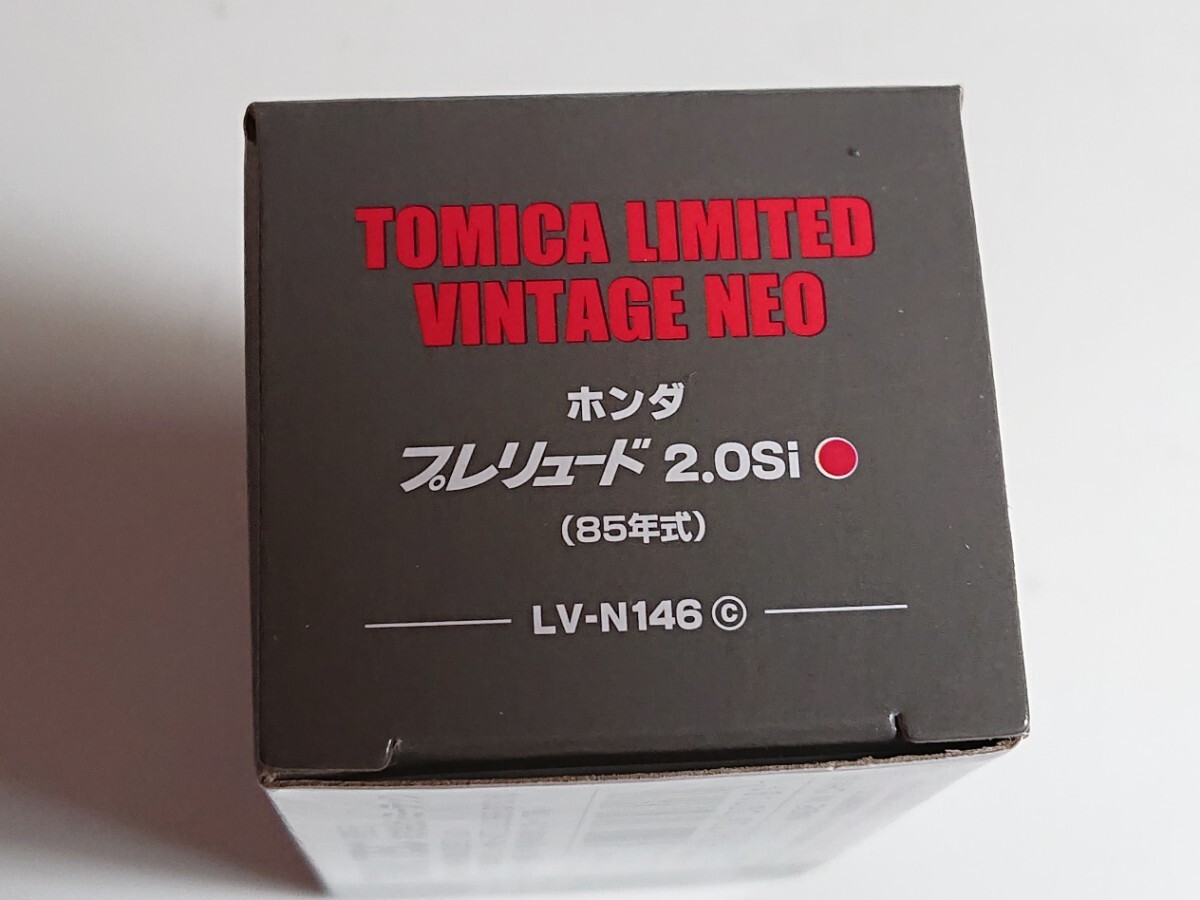 TOMICA LIMITED
VINTAGE NEO
ホンダ
プレリュード 2.0Si
(85年式)
LV-N146 ⓒ